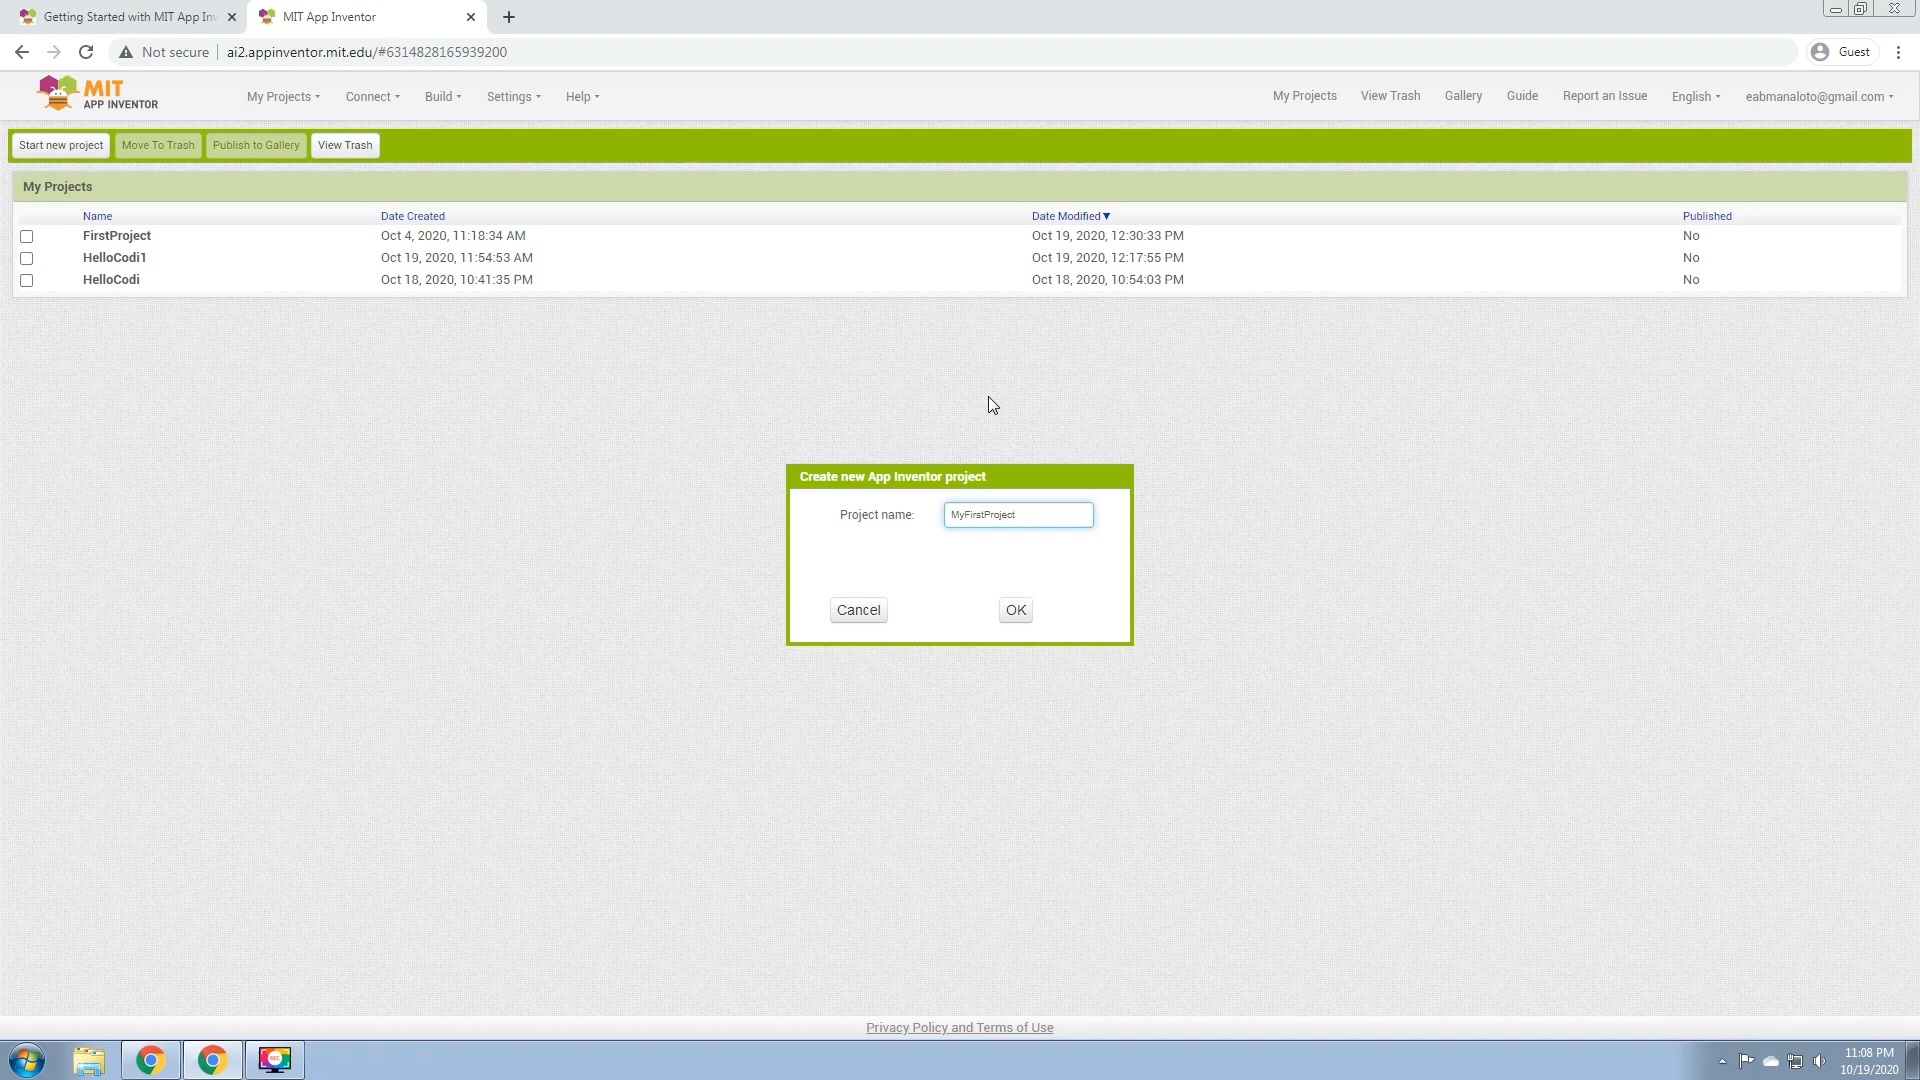 Getting Started with MIT App In
MIT App Inventor
Not secure
ai2.appinventor.mit.edu/#6314828165939200
Guest
MIT
APP INVENTOR
My Projects
Connect
Build
Settings
Help
My Projects
View Trash
Gallery
Guide
Report an Issue
English
eabmanaloto@gmail.com
Start new project
Move To Trash
Publish to Gallery
View Trash
My Projects
Name Date Created Date Modified Published
FirstProject Oct 4, 2020, 11:18:34 AM Oct 19, 2020, 12:30:33 PM No
HelloCodi1 Oct 19, 2020, 11:54:53 AM Oct 19, 2020, 12:17:55 PM No
HelloCodi Oct 18, 2020, 10:41:35 PM Oct 18, 2020, 10:54:03 PM No
Create new App Inventor project
Project name: MyFirstProject
Cancel
OK
Privacy Policy and Terms of Use
REC
11:08 PM
10/19/2020